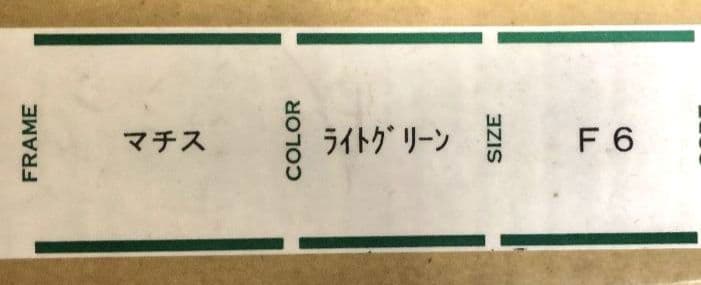 FRAME マチス COLOR ﾗｲﾄｸﾞﾘｰﾝ SIZE Ｆ６